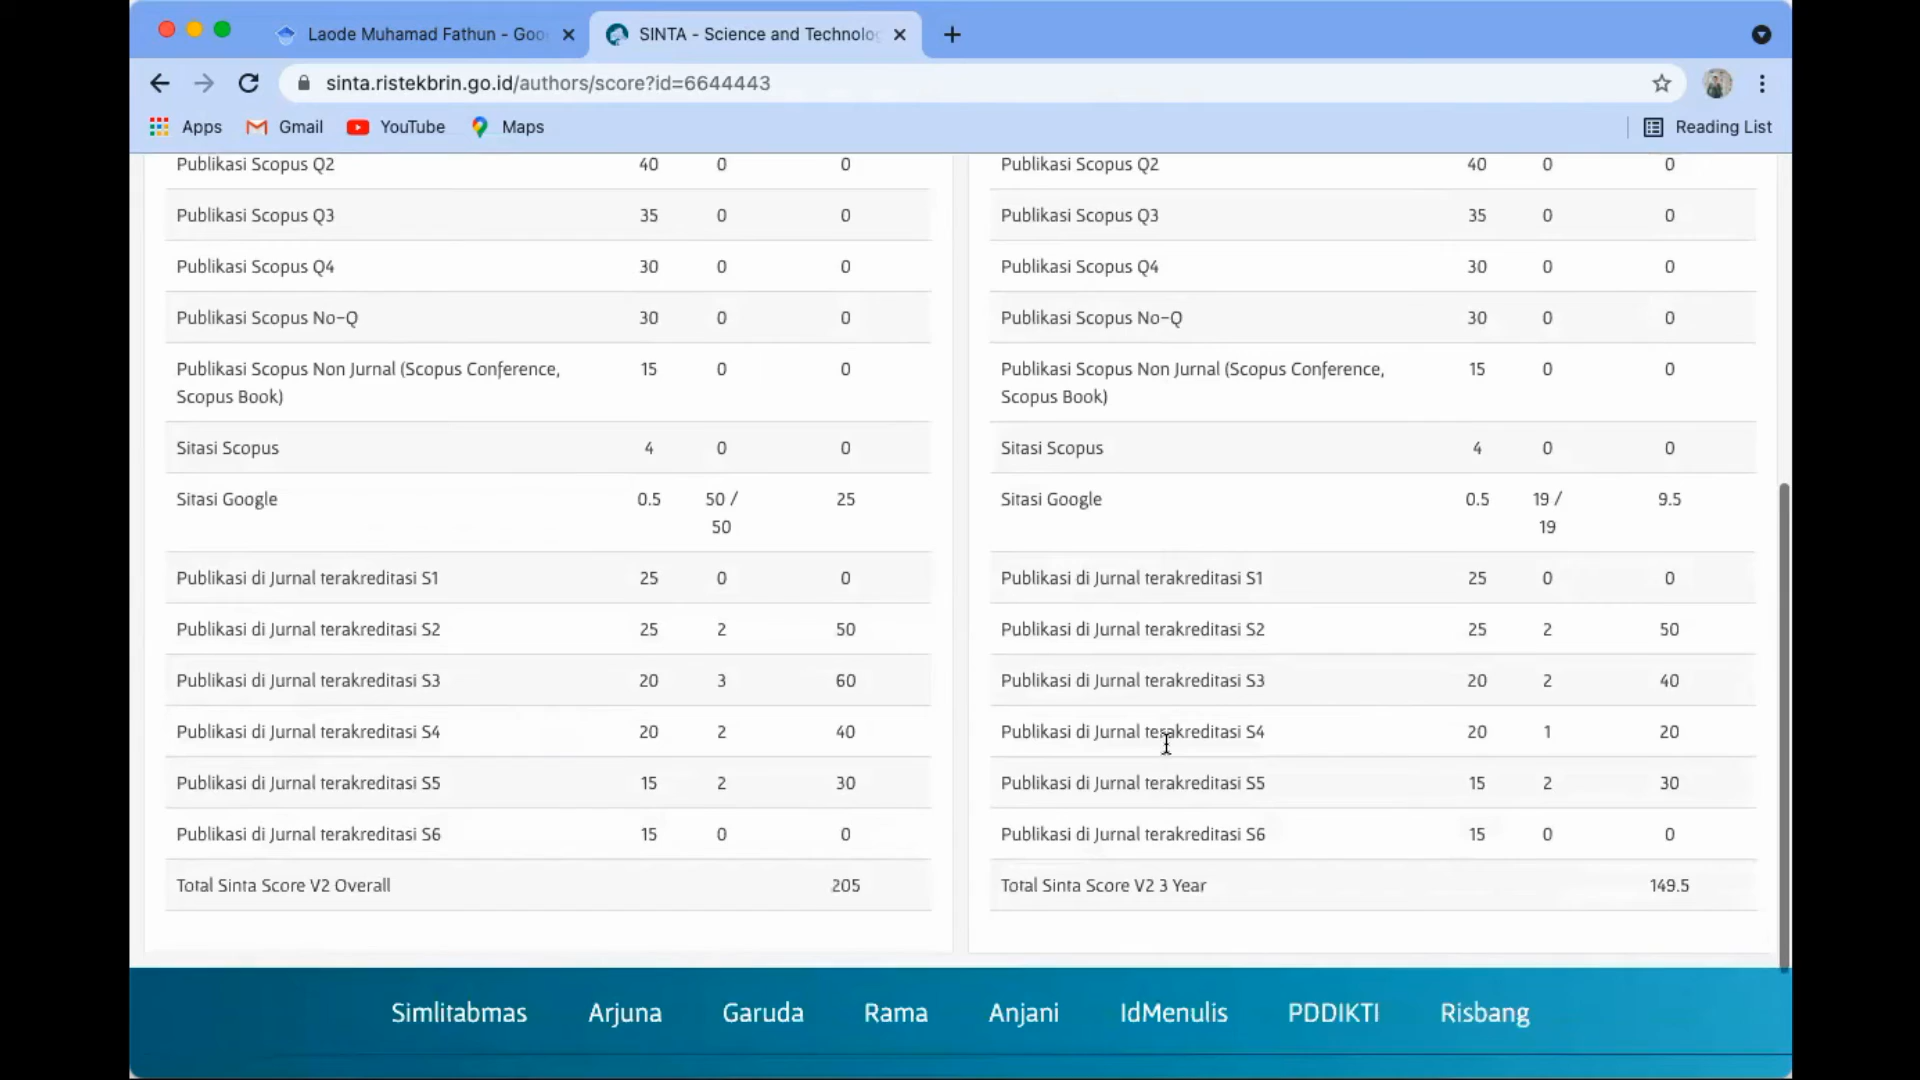 Laode Muhamad Fathun - Goo
SINTA - Science and Technolo
sinta.ristekbrin.go.id/authors/score?id=6644443
Apps Gmail YouTube Maps Reading List
Publikasi Scopus Q2 40 0 0
Publikasi Scopus Q3 35 0 0
Publikasi Scopus Q4 30 0 0
Publikasi Scopus No-Q 30 0 0
Publikasi Scopus Non Jurnal (Scopus Conference, 15 0 0
Scopus Book)
Sitasi Scopus 4 0 0
Sitasi Google 0.5 50 / 25
50
Publikasi di Jurnal terakreditasi S1 25 0 0
Publikasi di Jurnal terakreditasi S2 25 2 50
Publikasi di Jurnal terakreditasi S3 20 3 60
Publikasi di Jurnal terakreditasi S4 20 2 40
Publikasi di Jurnal terakreditasi S5 15 2 30
Publikasi di Jurnal terakreditasi S6 15 0 0
Total Sinta Score V2 Overall 205
Publikasi Scopus Q2 40 0 0
Publikasi Scopus Q3 35 0 0
Publikasi Scopus Q4 30 0 0
Publikasi Scopus No-Q 30 0 0
Publikasi Scopus Non Jurnal (Scopus Conference, 15 0 0
Scopus Book)
Sitasi Scopus 4 0 0
Sitasi Google 0.5 19 / 9.5
19
Publikasi di Jurnal terakreditasi S1 25 0 0
Publikasi di Jurnal terakreditasi S2 25 2 50
Publikasi di Jurnal terakreditasi S3 20 2 40
Publikasi di Jurnal terakreditasi S4 20 1 20
Publikasi di Jurnal terakreditasi S5 15 2 30
Publikasi di Jurnal terakreditasi S6 15 0 0
Total Sinta Score V2 3 Year 149.5
Simlitabmas Arjuna Garuda Rama Anjani IdMenulis PDDIKTI Risbang